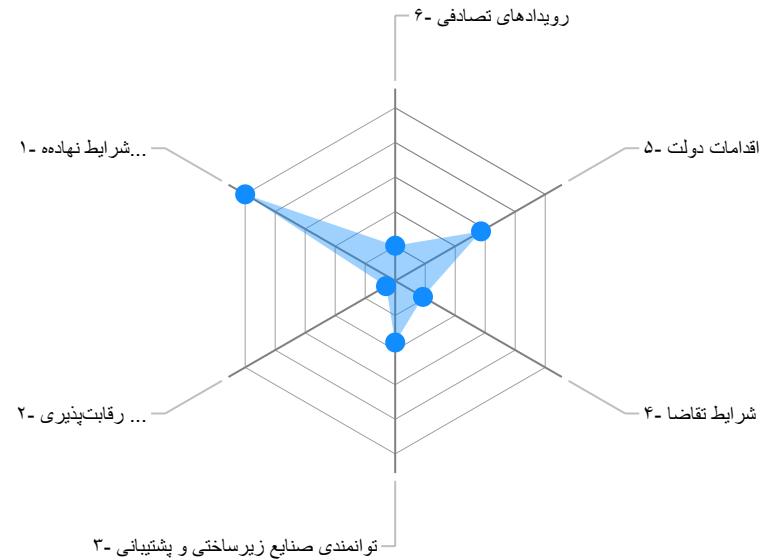 ۶- رویدادهای تصادفی
۱- شرایط نهاده‌ه...
۵- اقدامات دولت
۲- رقابت‌پذیری ...
۴- شرایط تقاضا
۳- توانمندی صنایع زیرساختی و پشتیبانی